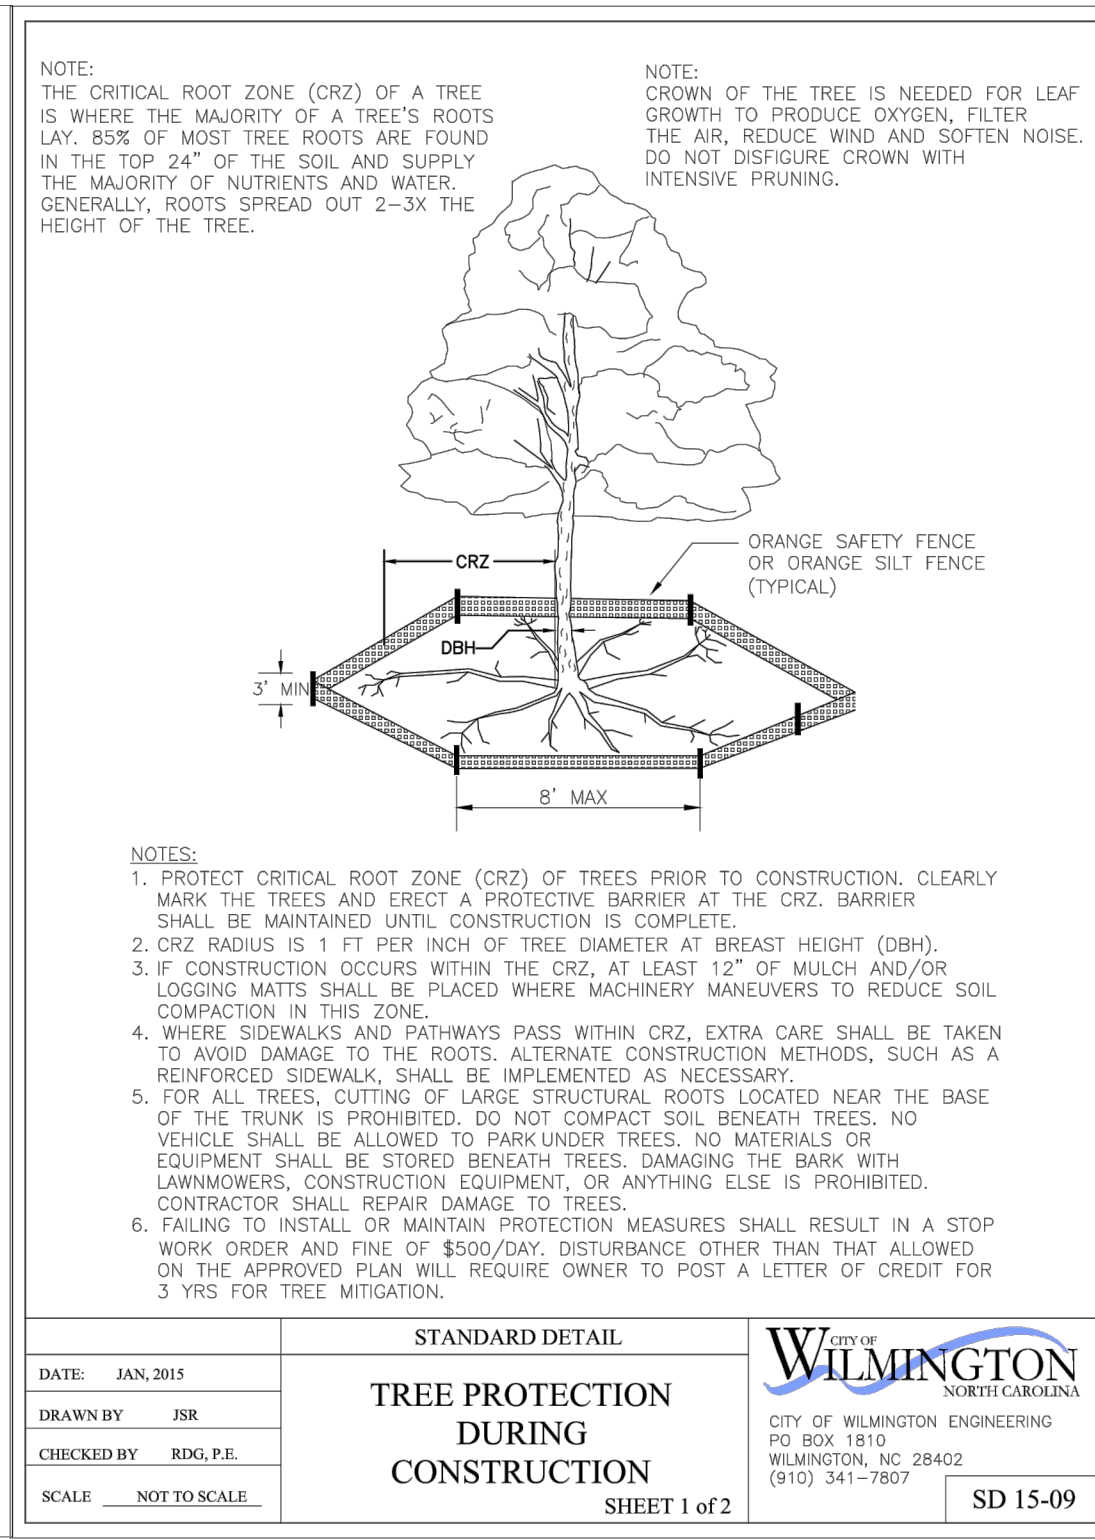 NOTE:
THE CRITICAL ROOT ZONE (CRZ) OF A TREE
IS WHERE THE MAJORITY OF A TREE'S ROOTS
LAY. 85% OF MOST TREE ROOTS ARE FOUND
IN THE TOP 24" OF THE SOIL AND SUPPLY
THE MAJORITY OF NUTRIENTS AND WATER.
GENERALLY, ROOTS SPREAD OUT 2-3X THE
HEIGHT OF THE TREE.
NOTE:
CROWN OF THE TREE IS NEEDED FOR LEAF
GROWTH TO PRODUCE OXYGEN, FILTER
THE AIR, REDUCE WIND AND SOFTEN NOISE.
DO NOT DISFIGURE CROWN WITH
INTENSIVE PRUNING.
ORANGE SAFETY FENCE
OR ORANGE SILT FENCE
(TYPICAL)
CRZ
DBH
3' MIN
8' MAX
NOTES:
1. PROTECT CRITICAL ROOT ZONE (CRZ) OF TREES PRIOR TO CONSTRUCTION. CLEARLY
MARK THE TREES AND ERECT A PROTECTIVE BARRIER AT THE CRZ. BARRIER
SHALL BE MAINTAINED UNTIL CONSTRUCTION IS COMPLETE.
2. CRZ RADIUS IS 1 FT PER INCH OF TREE DIAMETER AT BREAST HEIGHT (DBH).
3. IF CONSTRUCTION OCCURS WITHIN THE CRZ, AT LEAST 12" OF MULCH AND/OR
LOGGING MATTS SHALL BE PLACED WHERE MACHINERY MANEUVERS TO REDUCE SOIL
COMPACTION IN THIS ZONE.
4. WHERE SIDEWALKS AND PATHWAYS PASS WITHIN CRZ, EXTRA CARE SHALL BE TAKEN
TO AVOID DAMAGE TO THE ROOTS. ALTERNATE CONSTRUCTION METHODS, SUCH AS A
REINFORCED SIDEWALK, SHALL BE IMPLEMENTED AS NECESSARY.
5. FOR ALL TREES, CUTTING OF LARGE STRUCTURAL ROOTS LOCATED NEAR THE BASE
OF THE TRUNK IS PROHIBITED. DO NOT COMPACT SOIL BENEATH TREES. NO
VEHICLE SHALL BE ALLOWED TO PARK UNDER TREES. NO MATERIALS OR
EQUIPMENT SHALL BE STORED BENEATH TREES. DAMAGING THE BARK WITH
LAWNMOWERS, CONSTRUCTION EQUIPMENT, OR ANYTHING ELSE IS PROHIBITED.
CONTRACTOR SHALL REPAIR DAMAGE TO TREES.
6. FAILING TO INSTALL OR MAINTAIN PROTECTION MEASURES SHALL RESULT IN A STOP
WORK ORDER AND FINE OF $500/DAY. DISTURBANCE OTHER THAN THAT ALLOWED
ON THE APPROVED PLAN WILL REQUIRE OWNER TO POST A LETTER OF CREDIT FOR
3 YRS FOR TREE MITIGATION.
DATE: JAN, 2015
DRAWN BY JSR
CHECKED BY RDG, P.E.
SCALE NOT TO SCALE
STANDARD DETAIL
TREE PROTECTION
DURING
CONSTRUCTION
SHEET 1 of 2
CITY OF
WILMINGTON
NORTH CAROLINA
CITY OF WILMINGTON ENGINEERING
PO BOX 1810
WILMINGTON, NC 28402
(910) 341-7807
SD 15-09